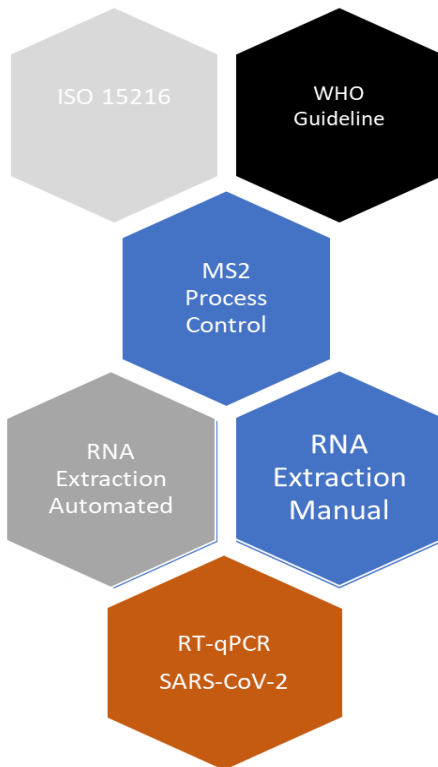 ISO 15216
WHO
Guideline
MS2
Process
Control
RNA
Extraction
Automated
RNA
Extraction
Manual
RT-qPCR
SARS-CoV-2